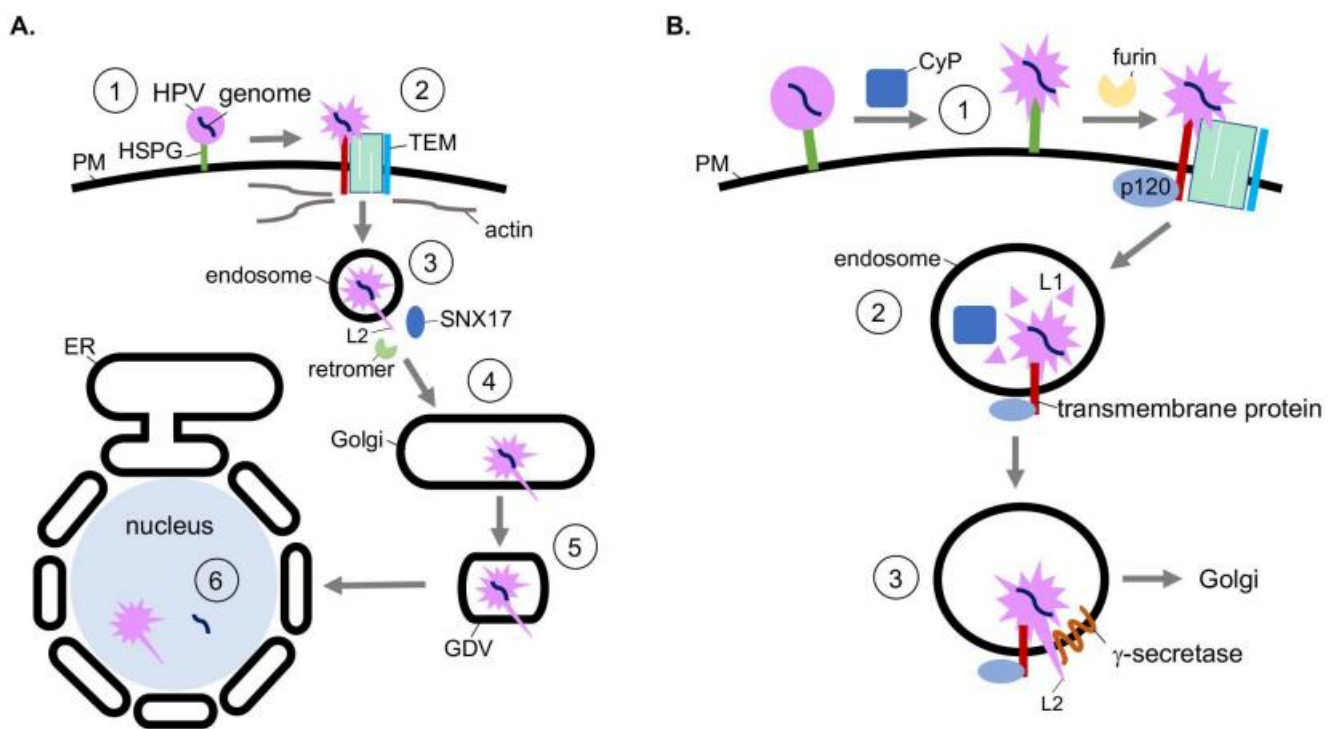 A.
1
HPV genome
2
HSPG
TEM
PM
actin
endosome
3
L2
SNX17
retromer
ER
4
Golgi
nucleus
5
6
GDV
B.
CyP
furin
1
PM
p120
endosome
L1
2
transmembrane protein
3
Golgi
γ-secretase
L2